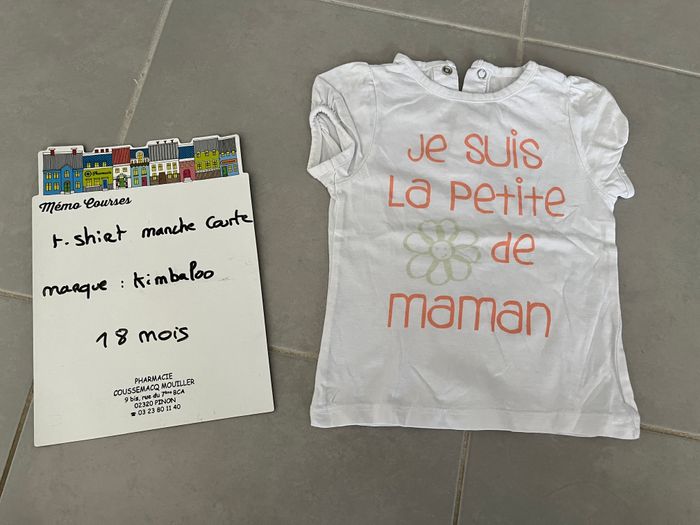 Pharmacie
Mémo Courses
t.shirt manche courte
marque : Kimbaloo
18 mois
PHARMACIE
COUSSEMACQ MOUILLER
9 bis, rue du 7ème BCA
02320 PINON
☎ 03 23 80 11 40
Je suis
La petite
de
maman